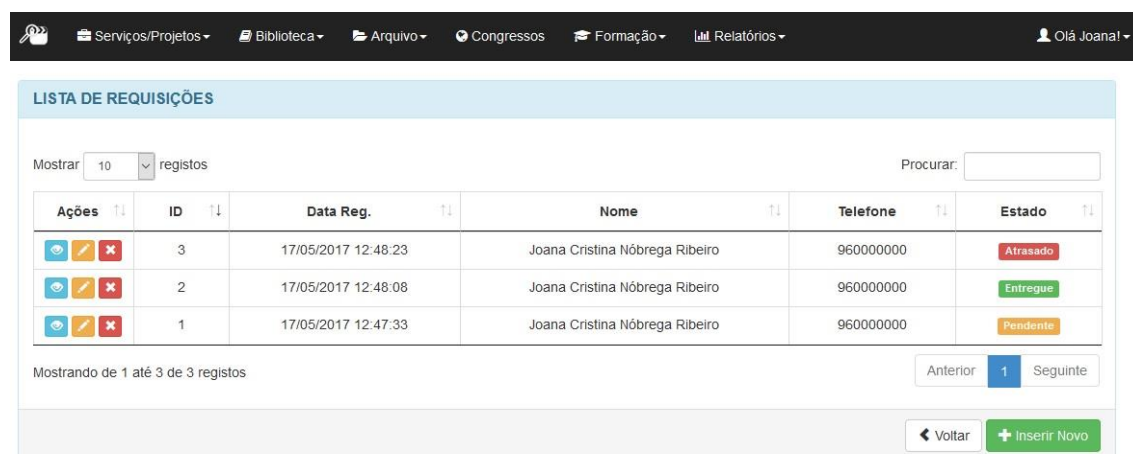 Serviços/Projetos Biblioteca Arquivo Congressos Formação Relatórios Olá Joana!
LISTA DE REQUISIÇÕES
Mostrar 10 registos Procurar:
Ações ID Data Reg. Nome Telefone Estado
3 17/05/2017 12:48:23 Joana Cristina Nóbrega Ribeiro 960000000 Atrasado
2 17/05/2017 12:48:08 Joana Cristina Nóbrega Ribeiro 960000000 Entregue
1 17/05/2017 12:47:33 Joana Cristina Nóbrega Ribeiro 960000000 Pendente
Mostrando de 1 até 3 de 3 registos Anterior 1 Seguinte
Voltar Inserir Novo